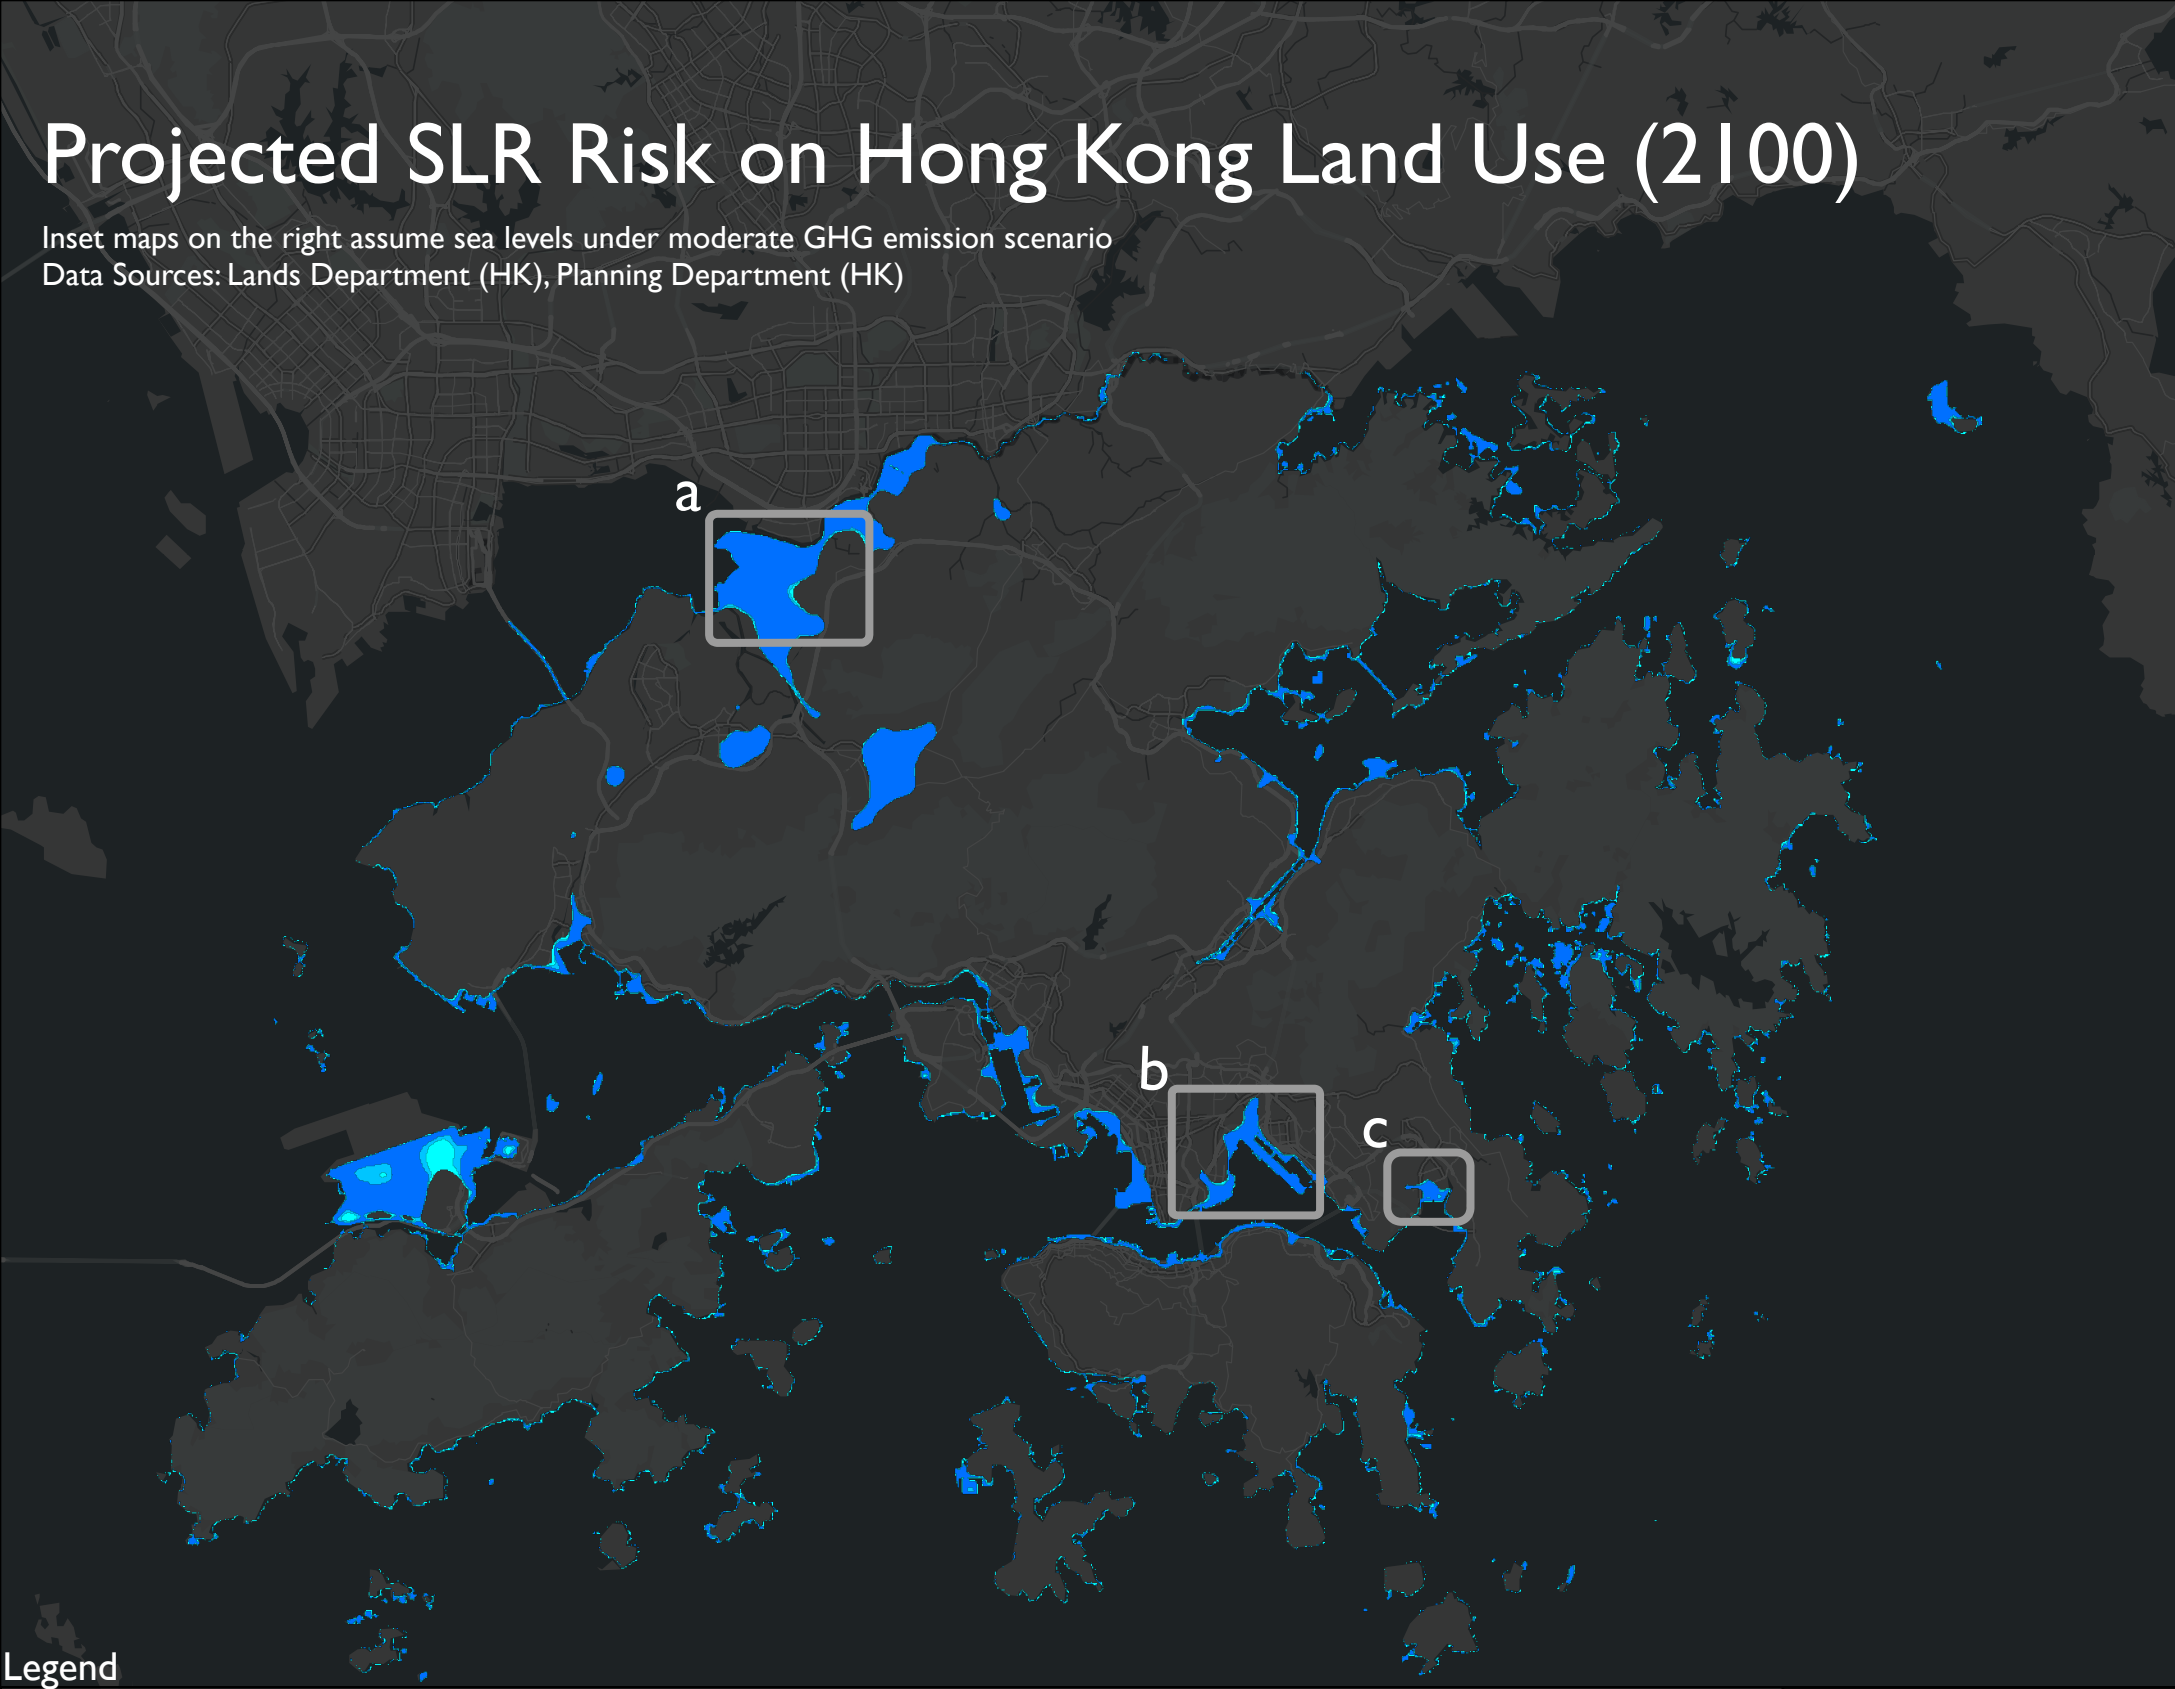 Projected SLR Risk on Hong Kong Land Use (2100)
Inset maps on the right assume sea levels under moderate GHG emission scenario
Data Sources: Lands Department (HK), Planning Department (HK)
a
b
c
Legend